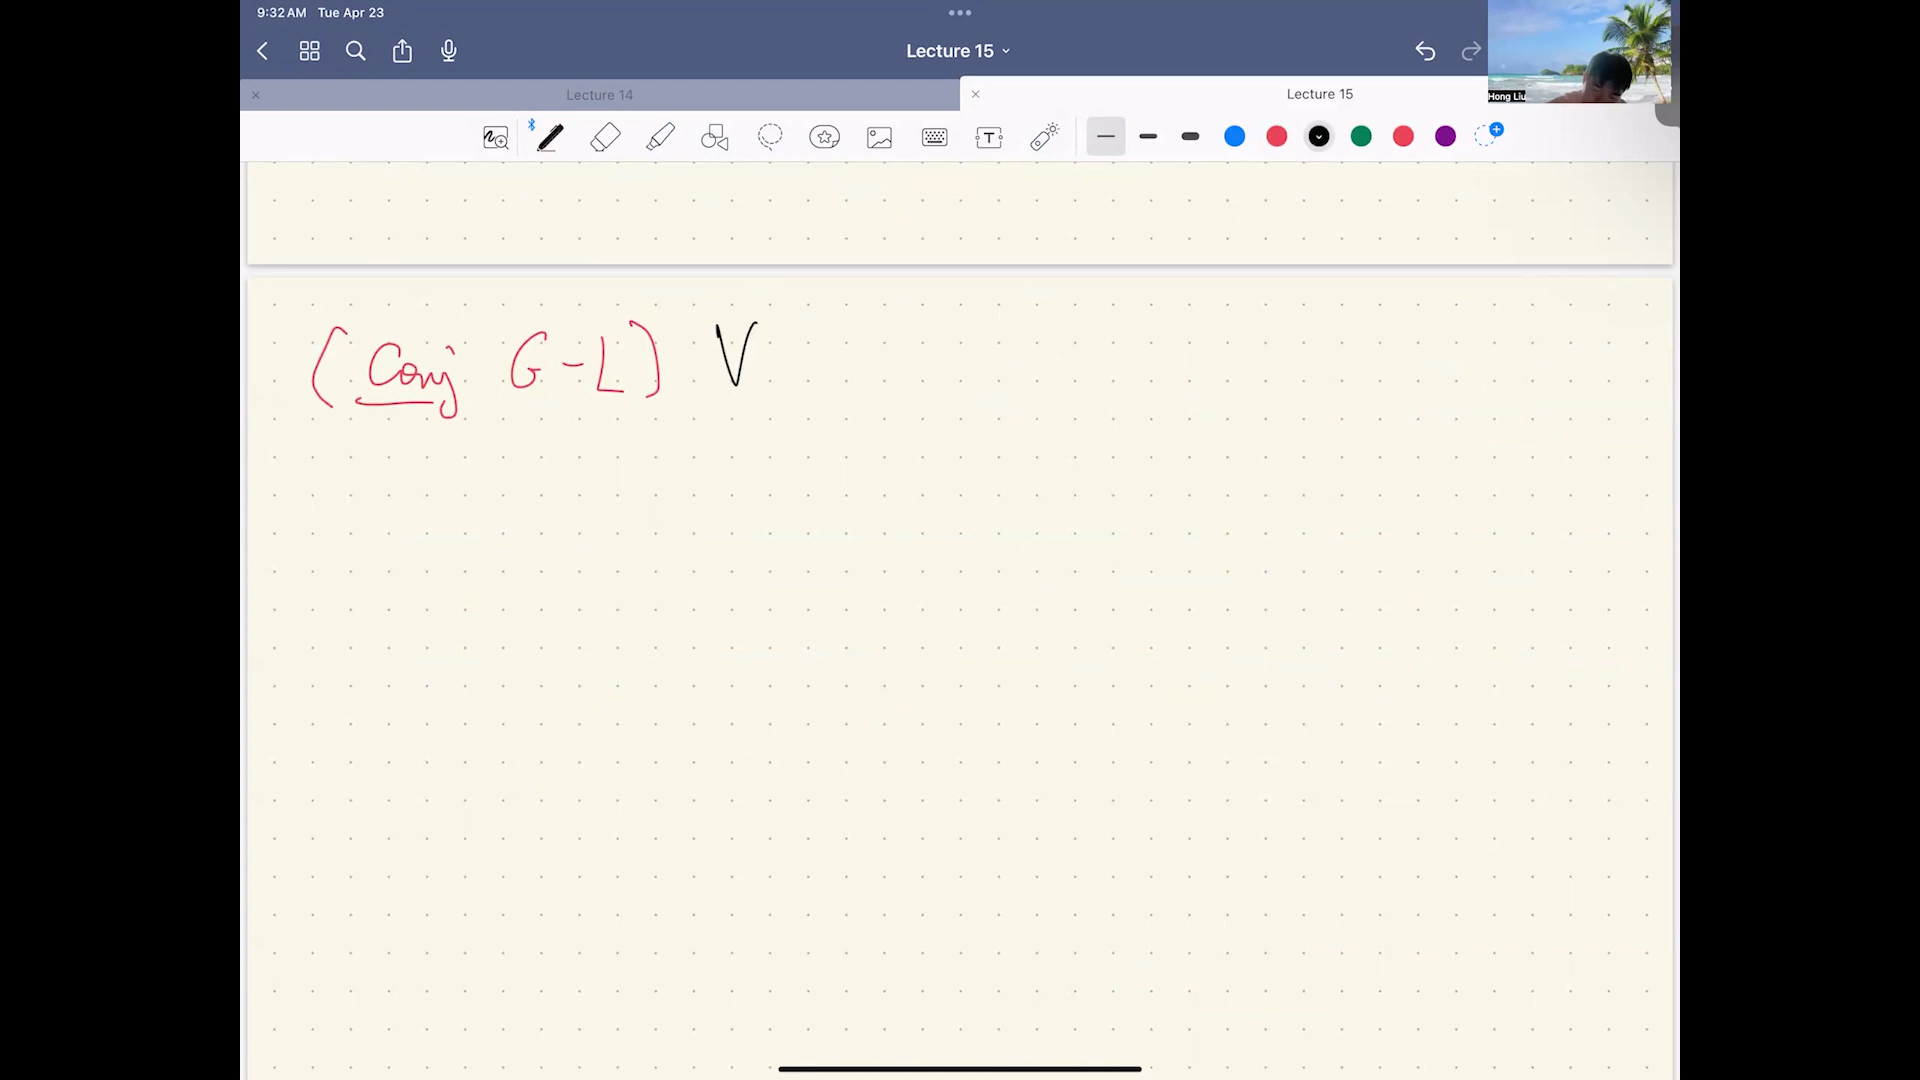 9:32 AM Tue Apr 23
Lecture 15
Hong Liu
Lecture 14
Lecture 15
T
(Conj G-L) V